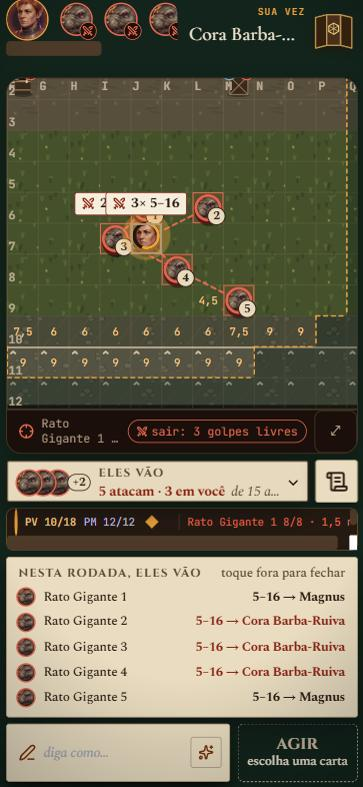 SUA VEZ
Cora Barba-...
G H I J K L M N O P Q
2
3
4
5
6
7
8
9
10
11
12
2 3× 5–16
1
2
3
4
4,5
5
7,5 6 6 6 6 6 6 7,5 9 9
9 9 9 9 9 9 9 9
Rato
Gigante 1 …
sair: 3 golpes livres
+2
ELES VÃO
5 atacam · 3 em você de 15 a...
PV 10/18 PM 12/12 Rato Gigante 1 8/8 · 1,5
NESTA RODADA, ELES VÃO toque fora para fechar
Rato Gigante 1 5–16 → Magnus
Rato Gigante 2 5–16 → Cora Barba-Ruiva
Rato Gigante 3 5–16 → Cora Barba-Ruiva
Rato Gigante 4 5–16 → Cora Barba-Ruiva
Rato Gigante 5 5–16 → Magnus
diga como...
AGIR
escolha uma carta